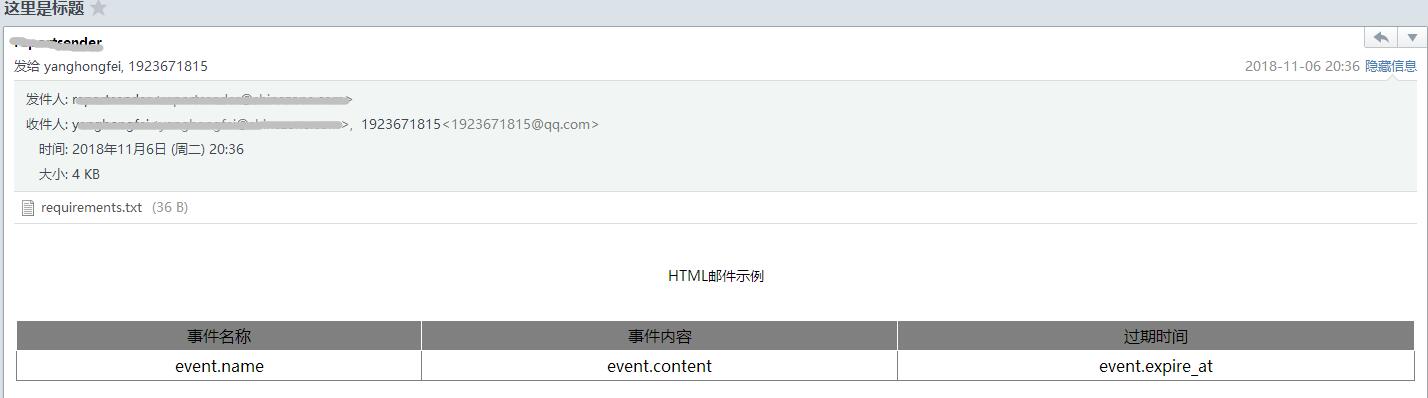 这里是标题
发给 yanghongfei, 1923671815
2018-11-06 20:36 隐藏信息
发件人:
收件人: 1923671815<1923671815@qq.com>
时间: 2018年11月6日 (周二) 20:36
大小: 4 KB
requirements.txt (36 B)
HTML邮件示例
事件名称 事件内容 过期时间
event.name event.content event.expire_at